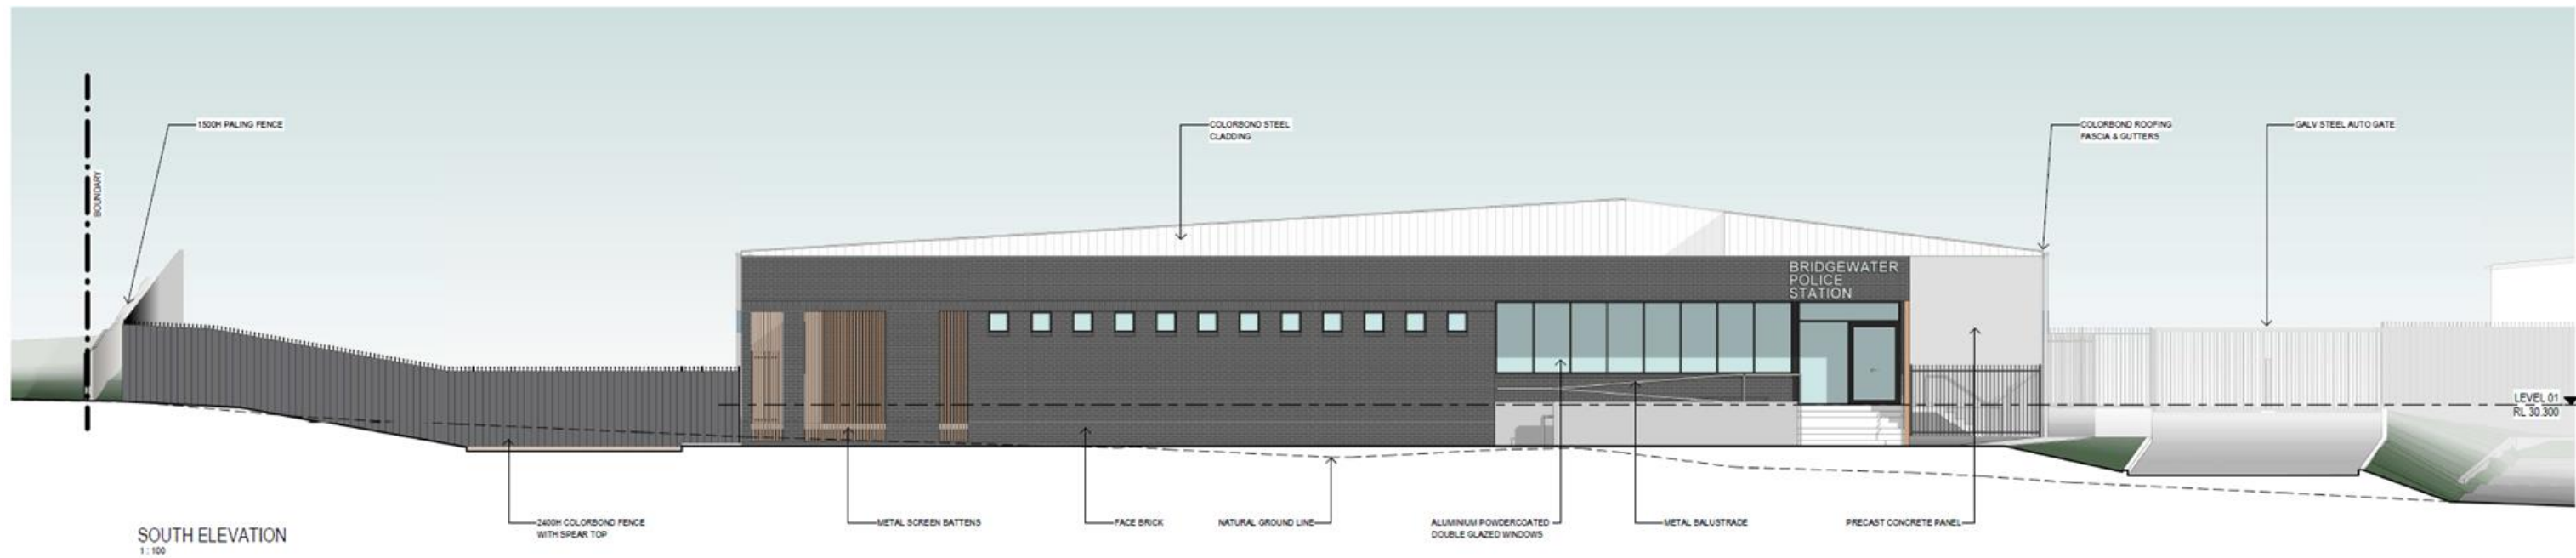 1500H PALING FENCE
COLORBOND STEEL
CLADDING
COLORBOND ROOFING
FASCIA & GUTTERS
GALV STEEL AUTO GATE
BOUNDARY
BRIDGEWATER
POLICE
STATION
LEVEL 01
RL 30.300
2400H COLORBOND FENCE
WITH SPEAR TOP
METAL SCREEN BATTENS
FACE BRICK
NATURAL GROUND LINE
ALUMINIUM POWDERCOATED
DOUBLE GLAZED WINDOWS
METAL BALUSTRADE
PRECAST CONCRETE PANEL
SOUTH ELEVATION
1 : 100